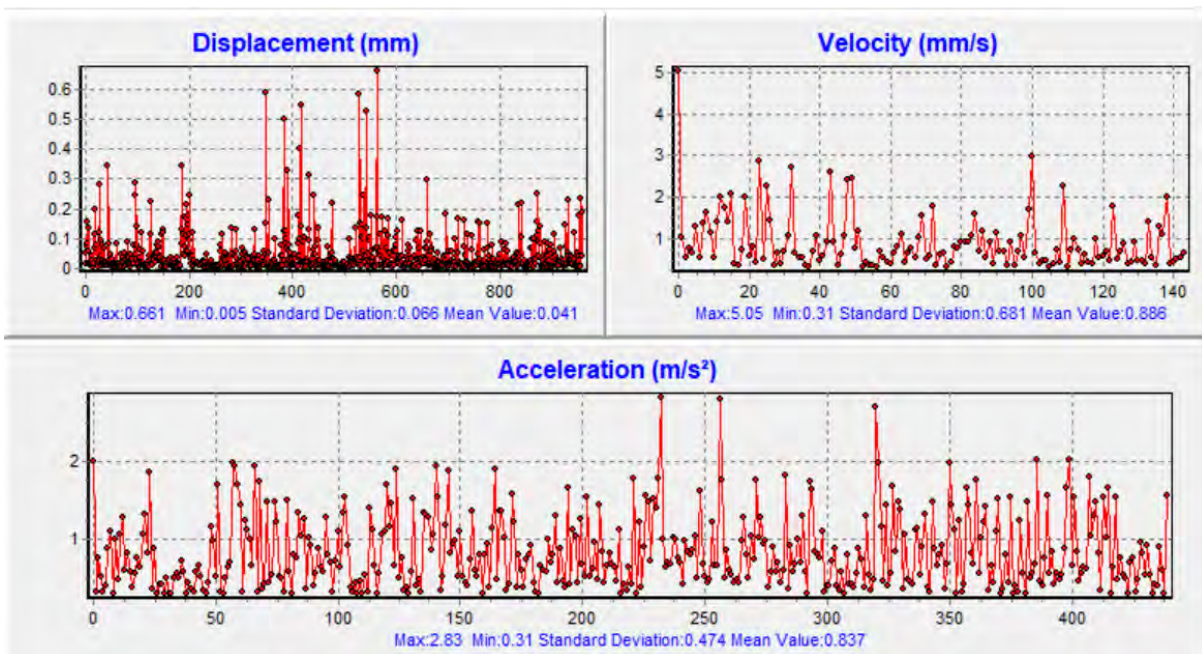 Displacement (mm)
0.6
0.5
0.4
0.3
0.2
0.1
0
0 200 400 600 800
Max:0.661 Min:0.005 Standard Deviation:0.066 Mean Value:0.041
Velocity (mm/s)
5
4
3
2
1
0 20 40 60 80 100 120 140
Max:5.05 Min:0.31 Standard Deviation:0.681 Mean Value:0.886
Acceleration (m/s²)
2
1
0 50 100 150 200 250 300 350 400
Max:2.83 Min:0.31 Standard Deviation:0.474 Mean Value:0.837